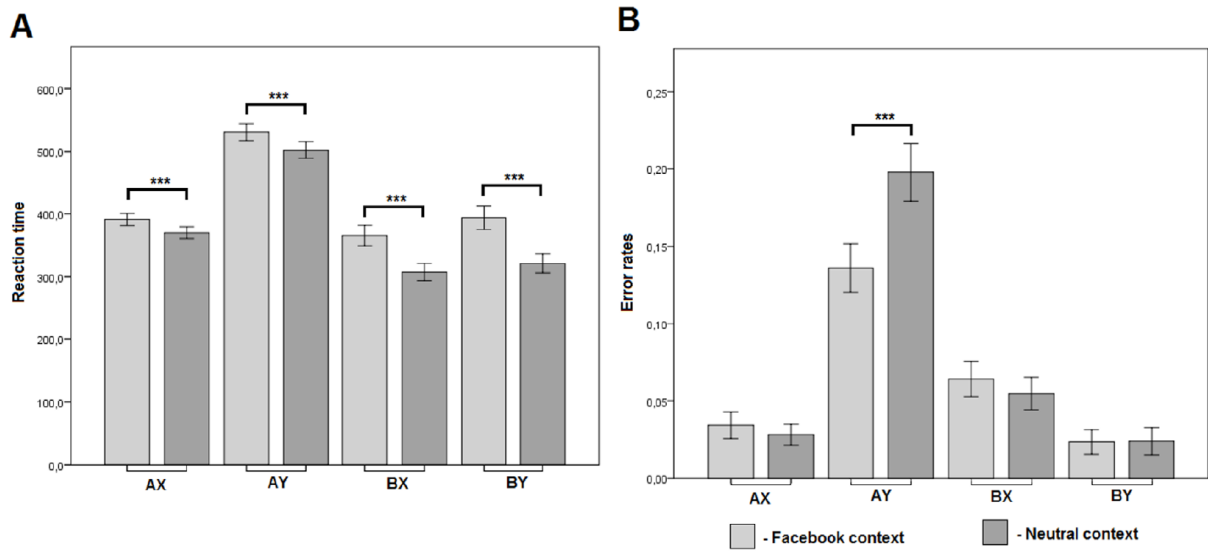 A
Reaction time
600,0
500,0
400,0
300,0
200,0
100,0
0,0
***
***
***
***
AX
AY
BX
BY
B
Error rates
0,25
0,20
0,15
0,10
0,05
0,00
***
AX
AY
BX
BY
- Facebook context
- Neutral context